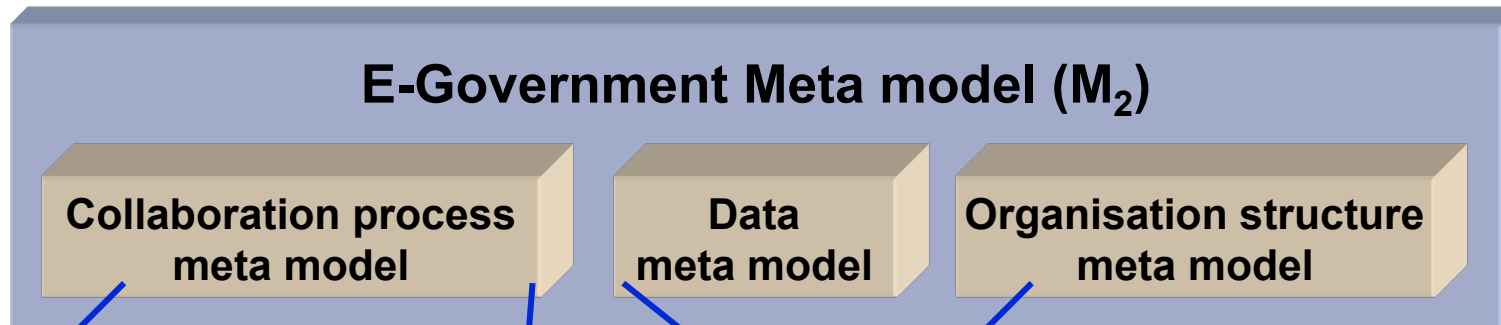 E-Government Meta model (M₂)
Collaboration process
meta model
Data
meta model
Organisation structure
meta model